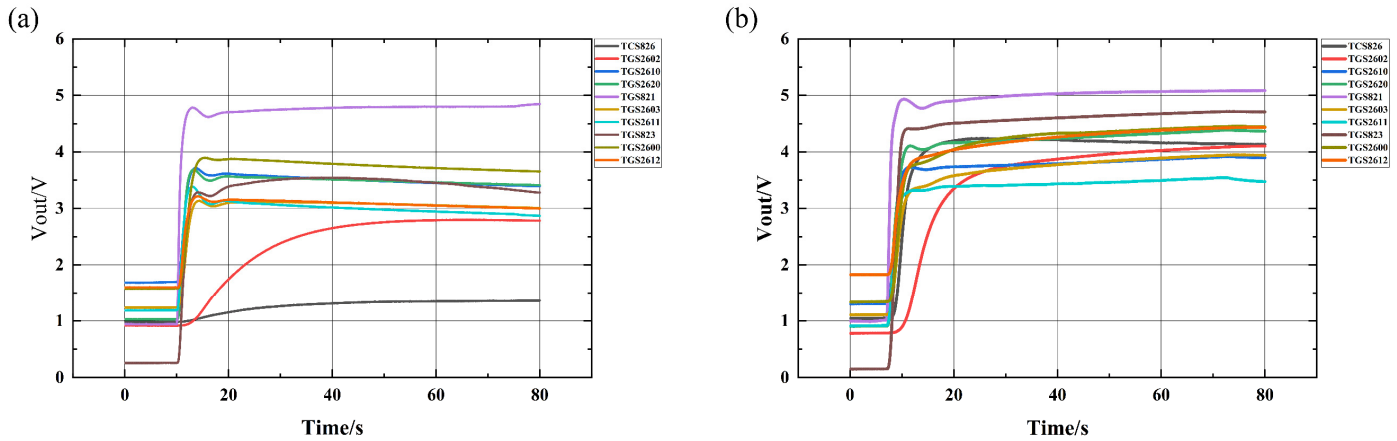 (a)
6
5
4
3
2
1
0
Vout/V
0
20
40
60
80
Time/s
TCS826
TGS2602
TGS2610
TGS2620
TGS821
TGS2603
TGS2611
TGS823
TGS2600
TGS2612
(b)
6
5
4
3
2
1
0
Vout/V
0
20
40
60
80
Time/s
TCS826
TGS2602
TGS2610
TGS2620
TGS821
TGS2603
TGS2611
TGS823
TGS2600
TGS2612